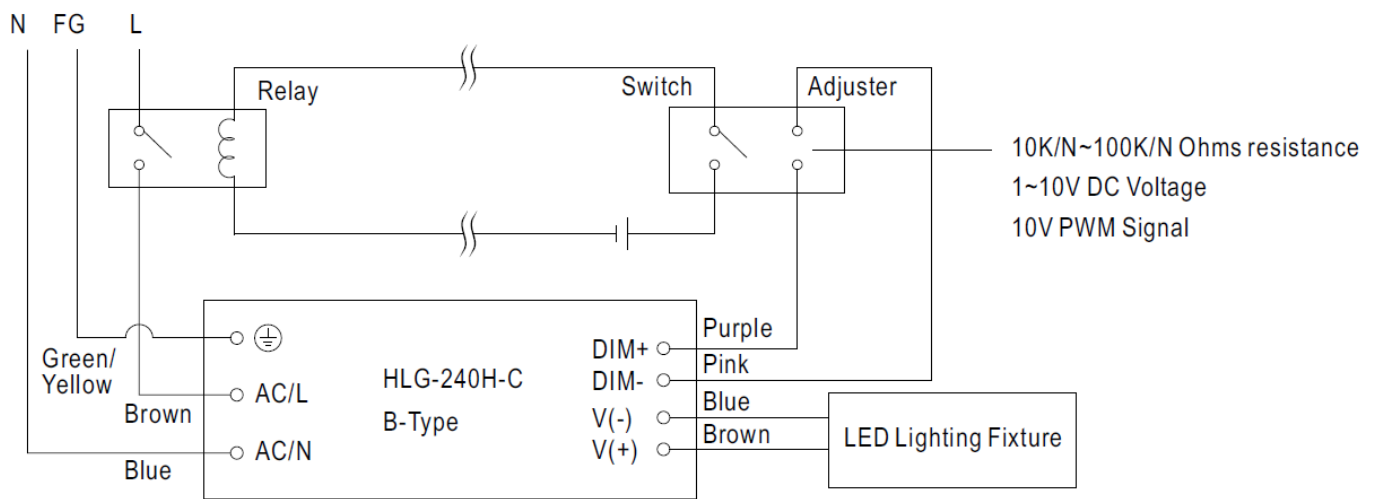 N FG L
Relay
Switch
Adjuster
10K/N~100K/N Ohms resistance
1~10V DC Voltage
10V PWM Signal
Green/
Yellow
Brown
Blue
AC/L
AC/N
HLG-240H-C
B-Type
DIM+
DIM-
V(-)
V(+)
Purple
Pink
Blue
Brown
LED Lighting Fixture